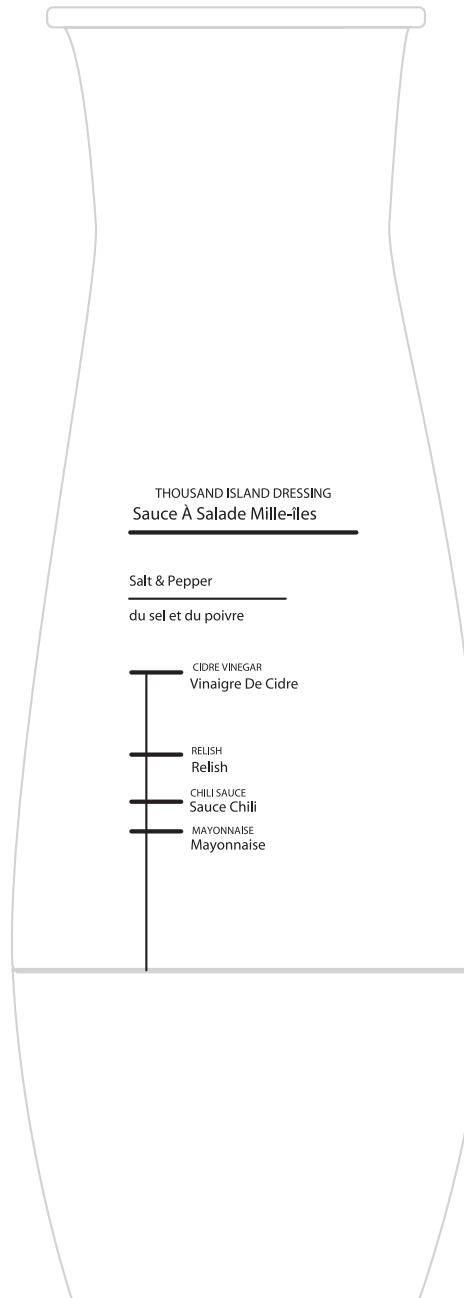 THOUSAND ISLAND DRESSING
Sauce À Salade Mille-îles
Salt & Pepper
du sel et du poivre
CIDRE VINEGAR
Vinaigre De Cidre
RELISH
Relish
CHILI SAUCE
Sauce Chili
MAYONNAISE
Mayonnaise